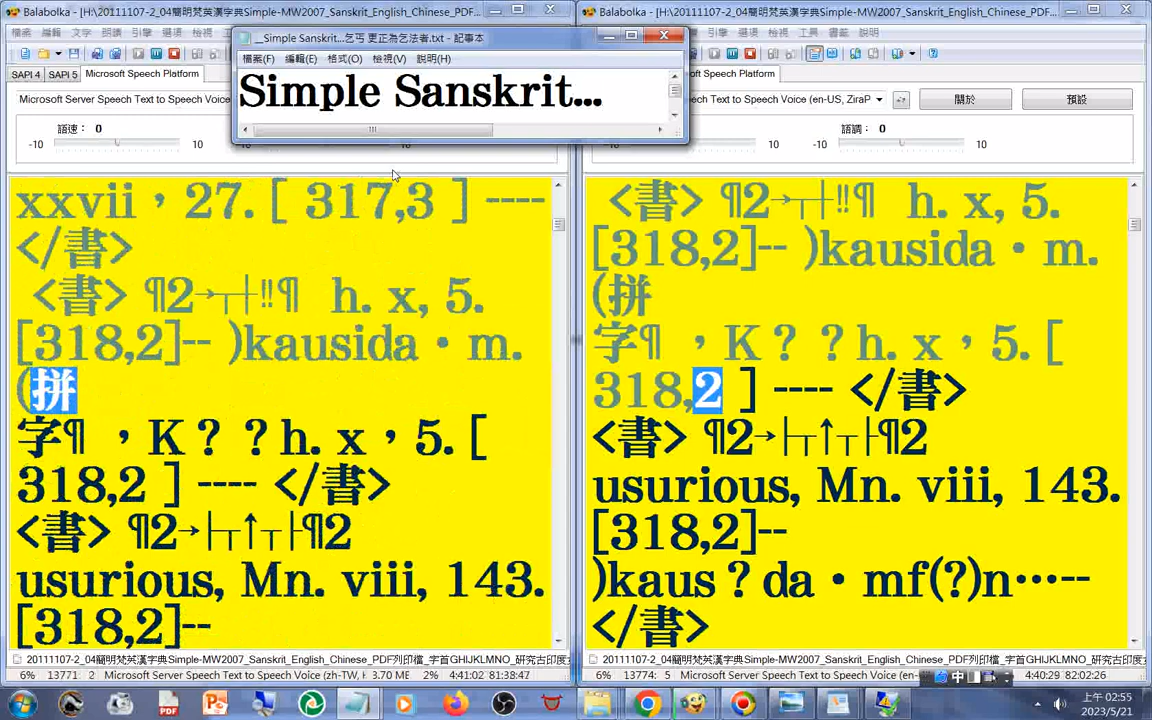 Balabolka - [H:\20111107-2_04簡明梵英漢字典Simple-MW2007_Sanskrit_English_Chinese_PDF...
Balabolka - [H:\20111107-2_04簡明梵英漢字典Simple-MW2007_Sanskrit_English_Chinese_PDF...
__Simple Sanskrit...乞丐 更正為乞法者.txt - 記事本
檔案(F) 編輯(E) 格式(O) 檢視(V) 說明(H)
Simple Sanskrit...
SAPI 4 SAPI 5 Microsoft Speech Platform
Microsoft Server Speech Text to Speech Voice
語速： 0
-10 10
ch Text to Speech Voice (en-US, ZiraP
關於 預設
語調： 0
-10 10
xxvii，27. [ 317,3 ] ----
</書>
<書> ¶2→┬┼‼¶ h. x, 5.
[318,2]-- )kausida·m.
(拼
字¶ ，K？？h. x，5. [
318,2 ] ---- </書>
<書> ¶2→├┬↑┬├¶2
usurious, Mn. viii, 143.
[318,2]--
<書> ¶2→┬┼‼¶ h. x, 5.
[318,2]-- )kausida·m.
(拼
字¶ ，K？？h. x，5. [
318,2 ] ---- </書>
<書> ¶2→├┬↑┬├¶2
usurious, Mn. viii, 143.
[318,2]--
)kaus？da·mf(?)n…--
</書>
20111107-2_04簡明梵英漢字典Simple-MW2007_Sanskrit_English_Chinese_PDF列印檔_字首GHIJKLMNO_研究古印度
20111107-2_04簡明梵英漢字典Simple-MW2007_Sanskrit_English_Chinese_PDF列印檔_字首GHIJKLMNO_研究古印度
6% 13771: 2 Microsoft Server Speech Text to Speech Voice (zh-TW, H 3.70 ME 2% 4:41:02 81:38:47
6% 13774: 5 Microsoft Server Speech Text to Speech Voice 4:40:29 82:02:26
中
上午 02:55
2023/5/21